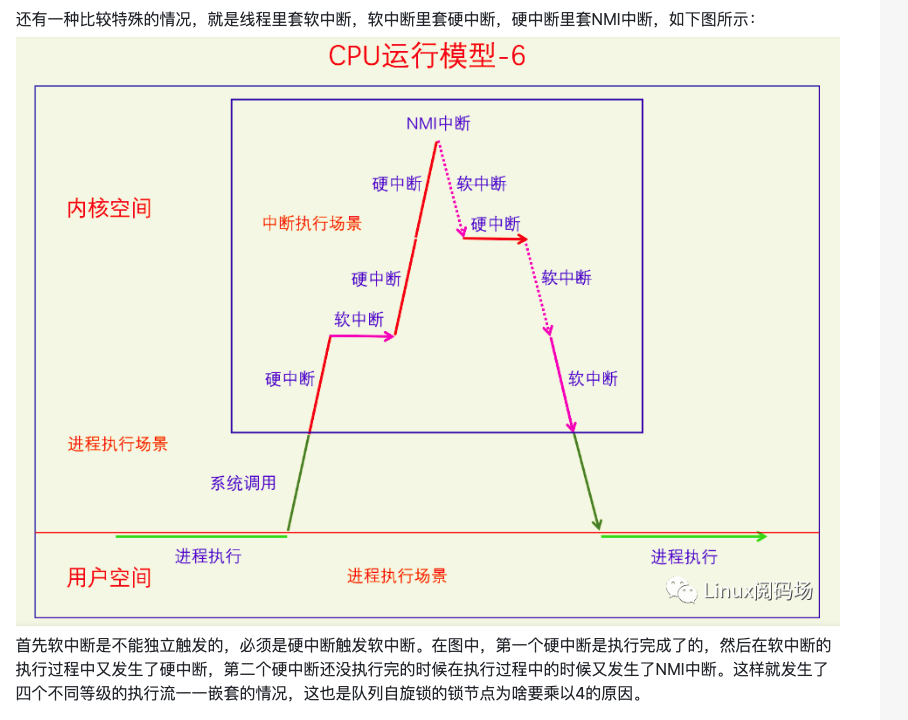 还有一种比较特殊的情况，就是线程里套软中断，软中断里套硬中断，硬中断里套NMI中断，如下图所示：
CPU运行模型-6
NMI中断
硬中断
软中断
内核空间
中断执行场景
硬中断
硬中断
软中断
软中断
硬中断
软中断
进程执行场景
系统调用
进程执行
进程执行
用户空间
进程执行场景
Linux阅码场
首先软中断是不能独立触发的，必须是硬中断触发软中断。在图中，第一个硬中断是执行完成了的，然后在软中断的
执行过程中又发生了硬中断，第二个硬中断还没执行完的时候在执行过程中的时候又发生了NMI中断。这样就发生了
四个不同等级的执行流一一嵌套的情况，这也是队列自旋锁的锁节点为啥要乘以4的原因。